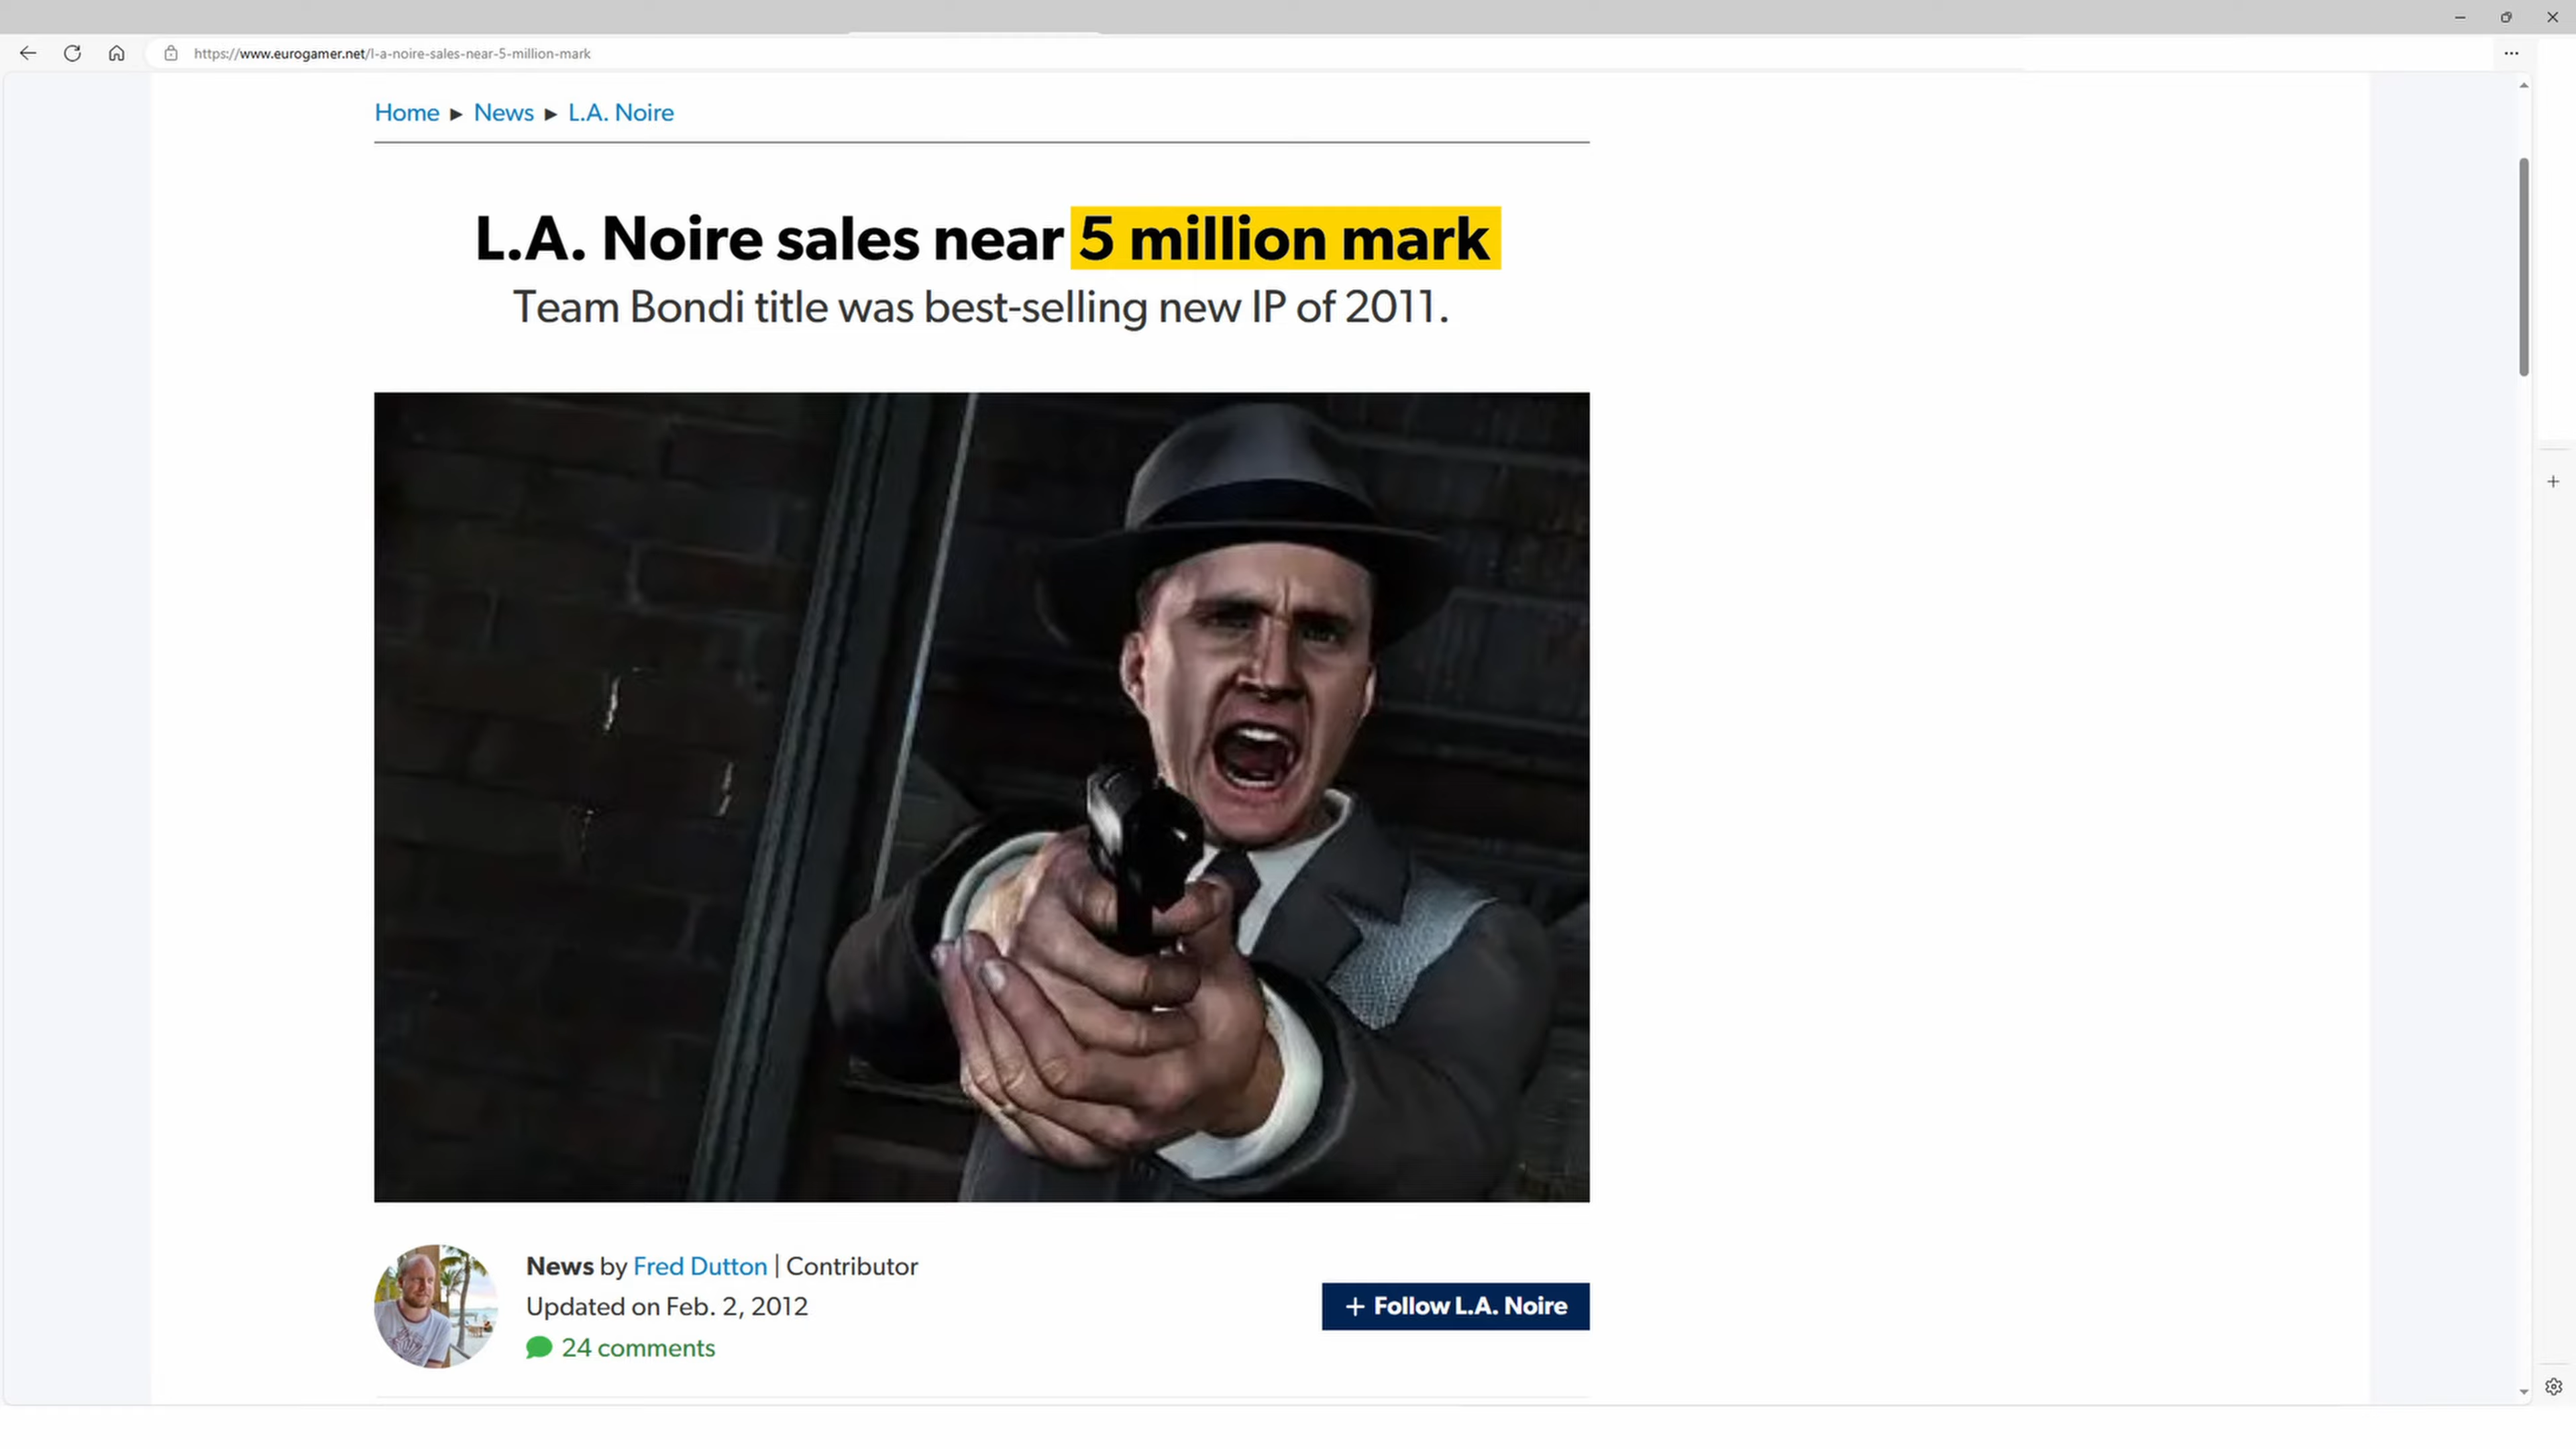 https://www.eurogamer.net/l-a-noire-sales-near-5-million-mark
Home ▸ News ▸ L.A. Noire
L.A. Noire sales near 5 million mark
Team Bondi title was best-selling new IP of 2011.
News by Fred Dutton | Contributor
Updated on Feb. 2, 2012
+ Follow L.A. Noire
24 comments